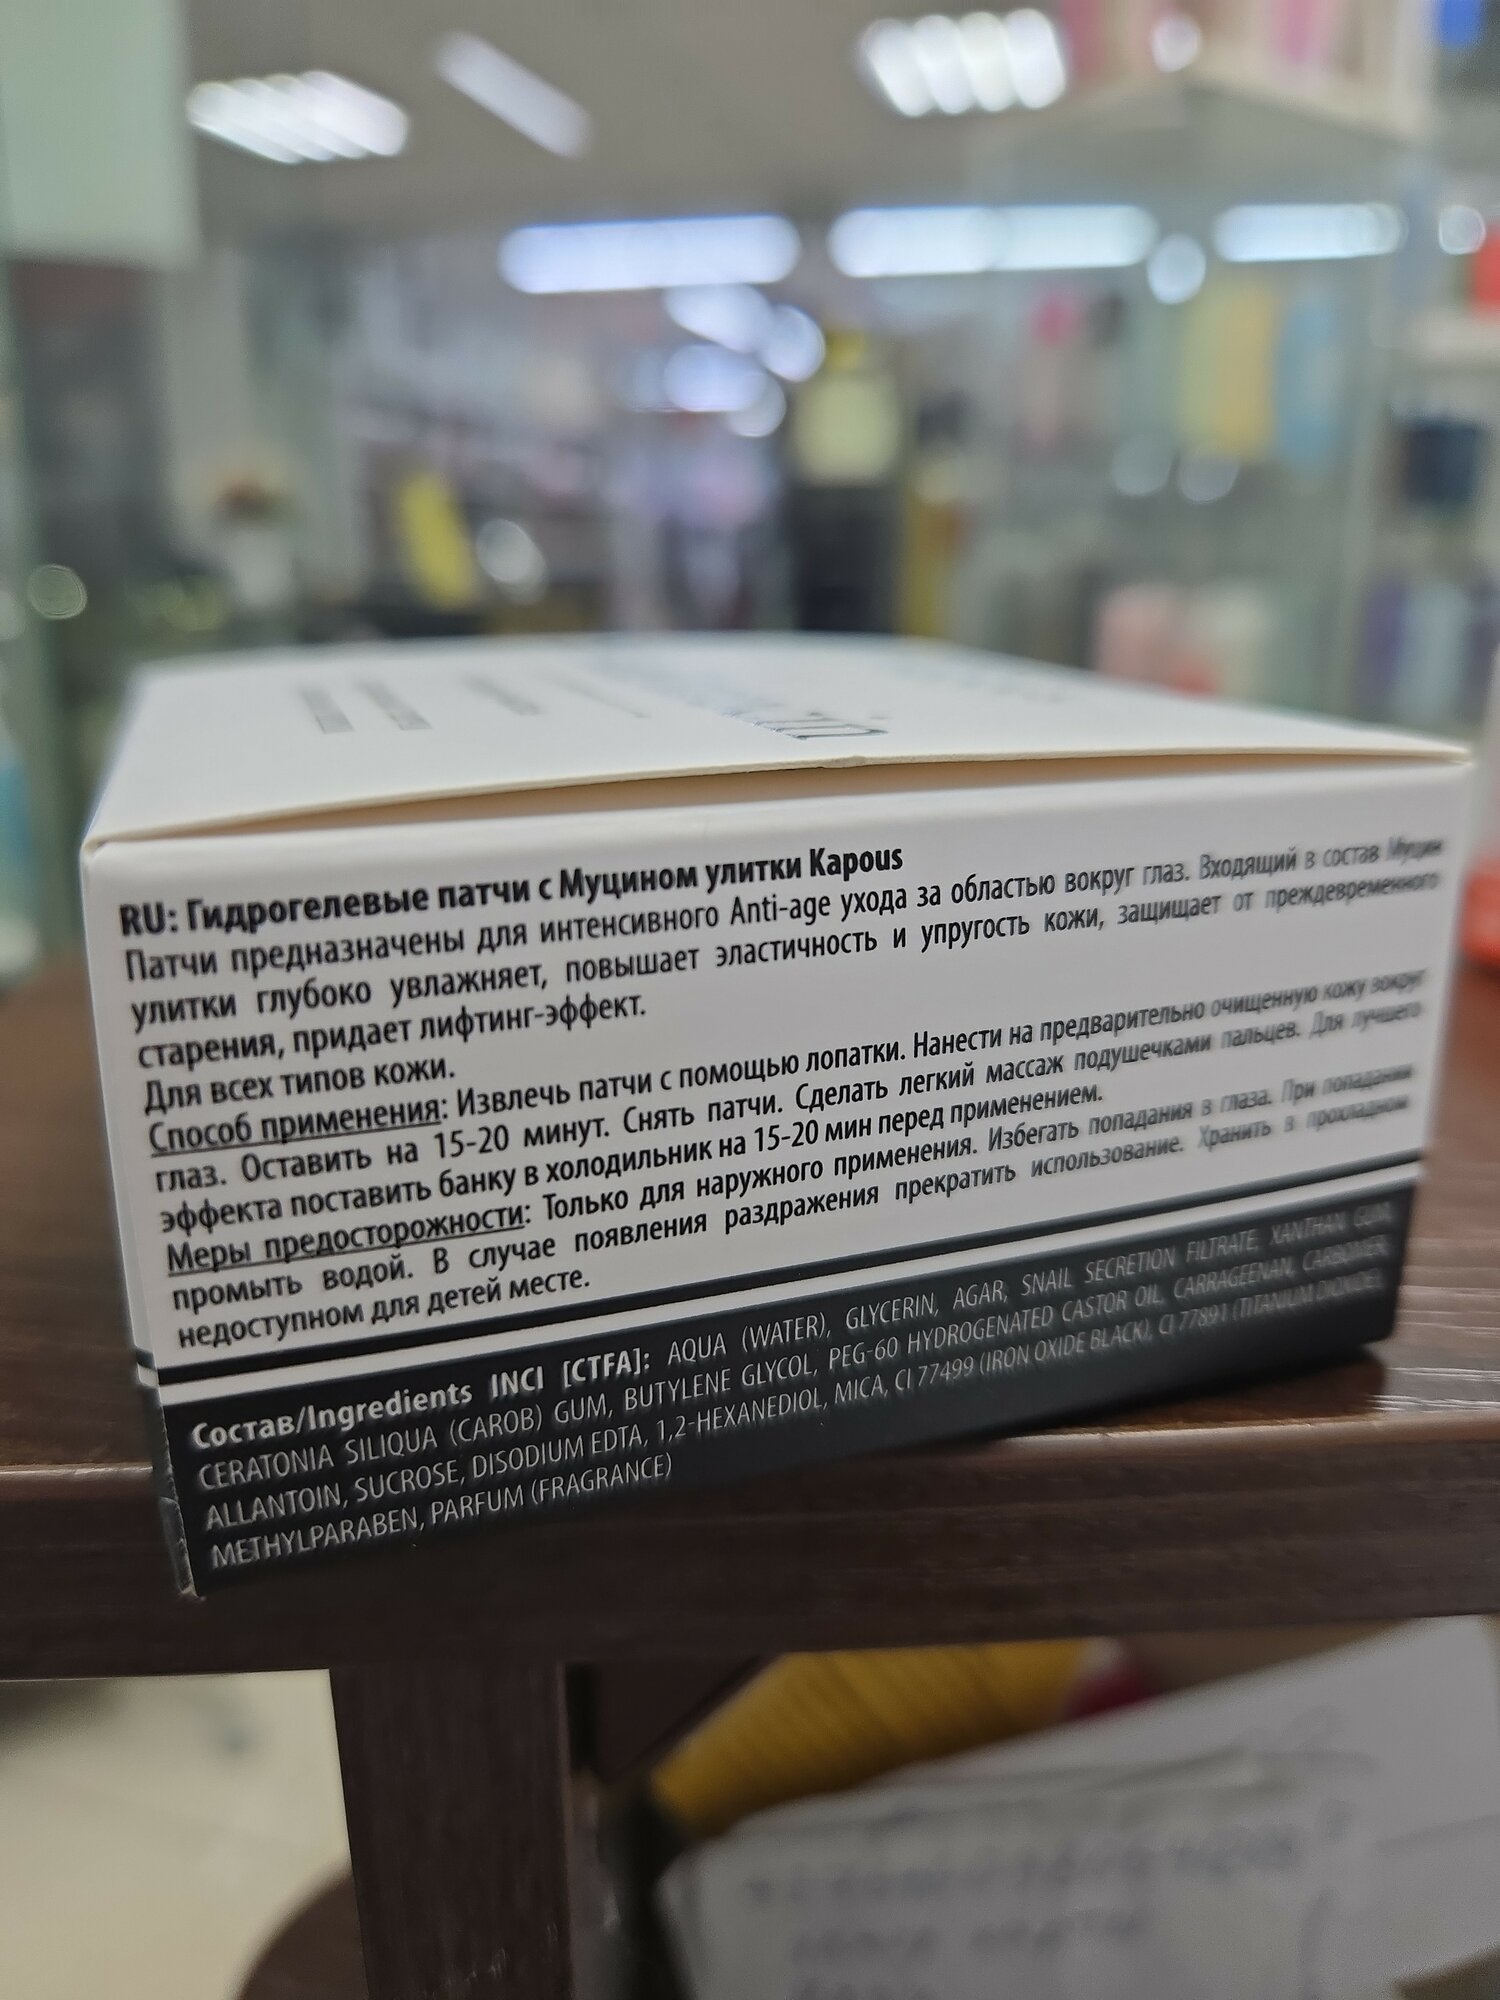 RU: Гидрогелевые патчи с Муцином улитки Kapous
Патчи предназначены для интенсивного Anti-age ухода за областью вокруг глаз. Входящий в состав Муцин
улитки глубоко увлажняет, повышает эластичность и упругость кожи, защищает от преждевременного
старения, придает лифтинг-эффект.
Для всех типов кожи.
Способ применения: Извлечь патчи с помощью лопатки. Нанести на предварительно очищенную кожу вокруг
глаз. Оставить на 15-20 минут. Снять патчи. Сделать легкий массаж подушечками пальцев. Для лучшего
эффекта поставить банку в холодильник на 15-20 мин перед применением.
Меры предосторожности: Только для наружного применения. Избегать попадания в глаза. При попадании
промыть водой. В случае появления раздражения прекратить использование. Хранить в прохладном
недоступном для детей месте.
Состав/Ingredients INCI [CTFA]: AQUA (WATER), GLYCERIN, AGAR, SNAIL SECRETION FILTRATE, XANTHAN GUM,
CERATONIA SILIQUA (CAROB) GUM, BUTYLENE GLYCOL, PEG-60 HYDROGENATED CASTOR OIL, CARRAGEENAN, CARBOMER,
ALLANTOIN, SUCROSE, DISODIUM EDTA, 1,2-HEXANEDIOL, MICA, CI 77499 (IRON OXIDE BLACK), CI 77891 (TITANIUM DIOXIDE),
METHYLPARABEN, PARFUM (FRAGRANCE)